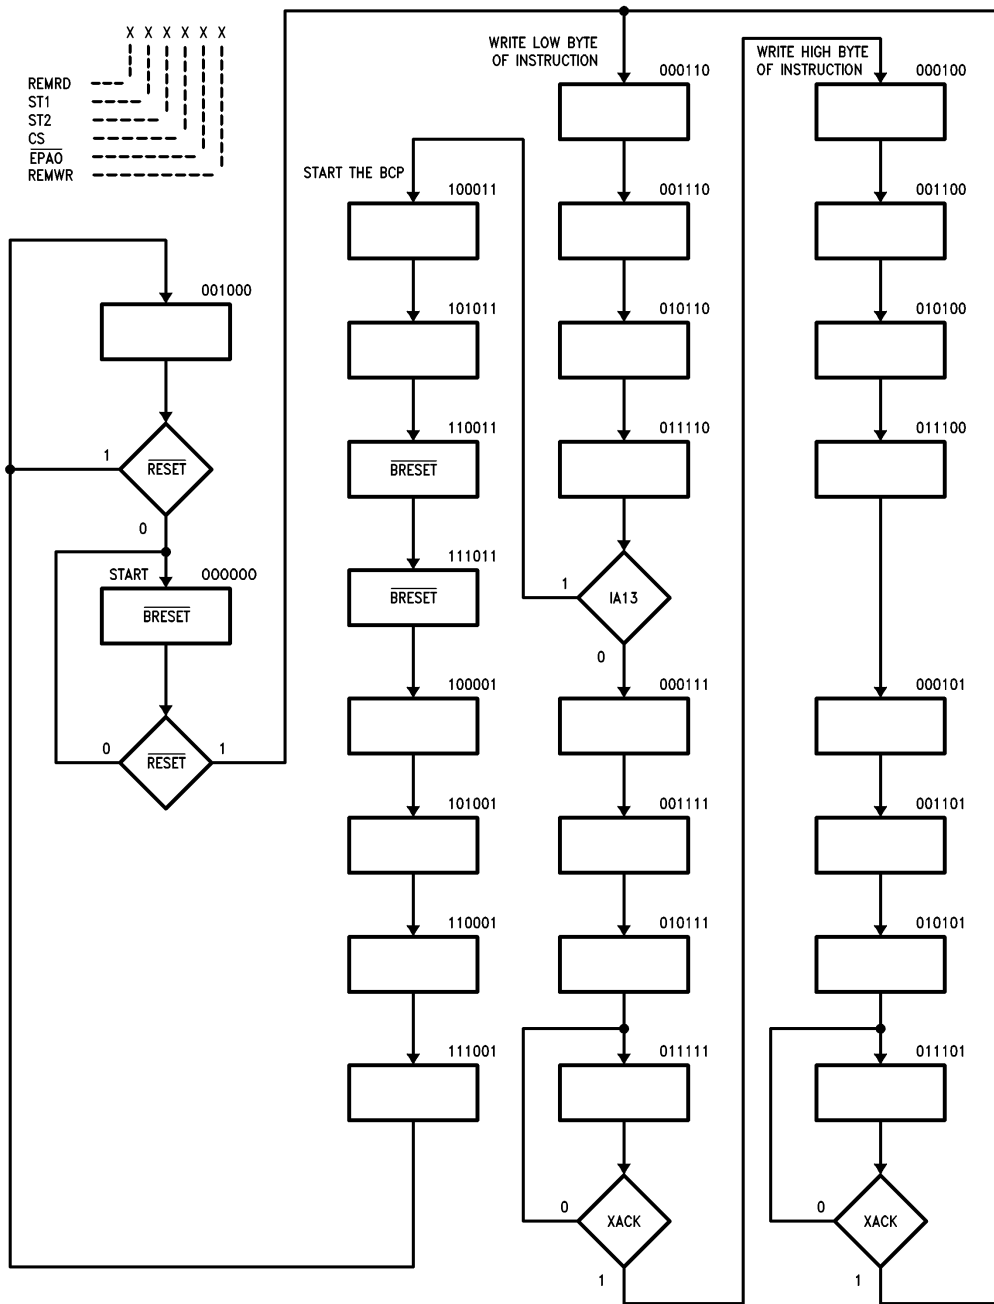 X X X X X X
REMRD
ST1
ST2
CS
EPAO
REMWR
WRITE LOW BYTE
OF INSTRUCTION
000110
WRITE HIGH BYTE
OF INSTRUCTION
000100
START THE BCP
100011
001110
001100
001000
101011
010110
010100
110011
BRESET
011110
011100
1
RESET
0
START
000000
BRESET
111011
BRESET
1
IA13
0
0
RESET
1
100001
000111
000101
101001
001111
001101
110001
010111
010101
111001
011111
011101
0
XACK
1
0
XACK
1